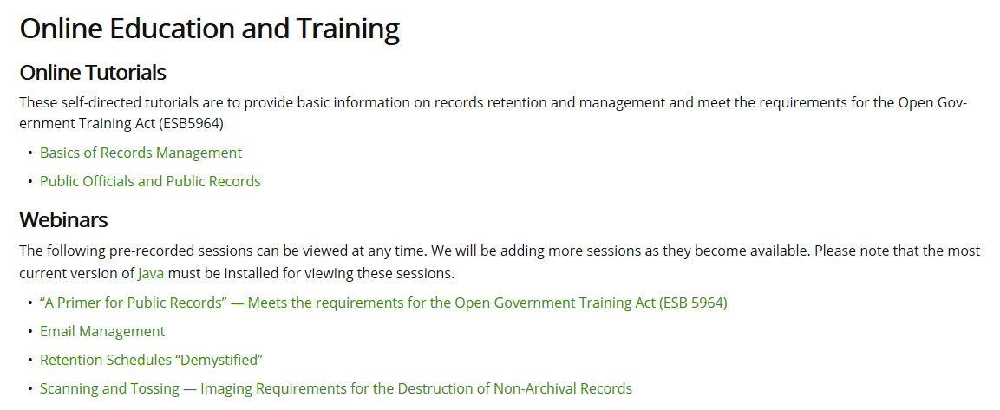 Online Education and Training
Online Tutorials
These self-directed tutorials are to provide basic information on records retention and management and meet the requirements for the Open Gov-
ernment Training Act (ESB5964)
• Basics of Records Management
• Public Officials and Public Records
Webinars
The following pre-recorded sessions can be viewed at any time. We will be adding more sessions as they become available. Please note that the most
current version of Java must be installed for viewing these sessions.
• “A Primer for Public Records” — Meets the requirements for the Open Government Training Act (ESB 5964)
• Email Management
• Retention Schedules “Demystified”
• Scanning and Tossing — Imaging Requirements for the Destruction of Non-Archival Records